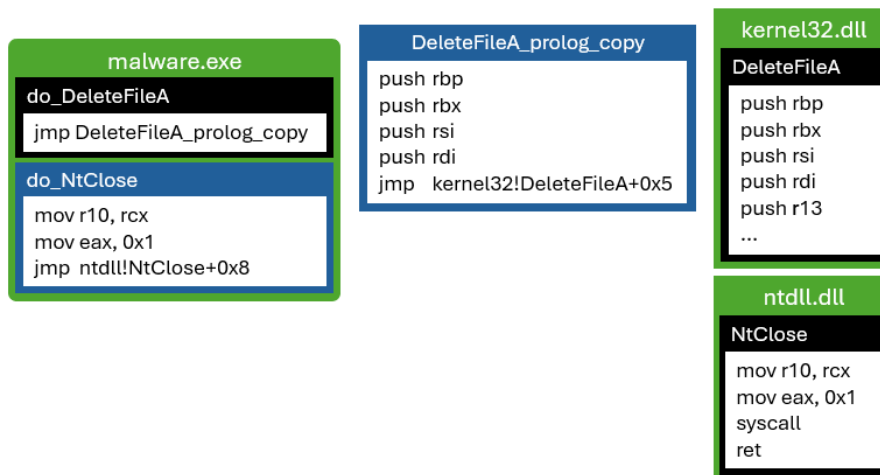 malware.exe
do_DeleteFileA
jmp DeleteFileA_prolog_copy
do_NtClose
mov r10, rcx
mov eax, 0x1
jmp ntdll!NtClose+0x8
DeleteFileA_prolog_copy
push rbp
push rbx
push rsi
push rdi
jmp kernel32!DeleteFileA+0x5
kernel32.dll
DeleteFileA
push rbp
push rbx
push rsi
push rdi
push r13
...
ntdll.dll
NtClose
mov r10, rcx
mov eax, 0x1
syscall
ret